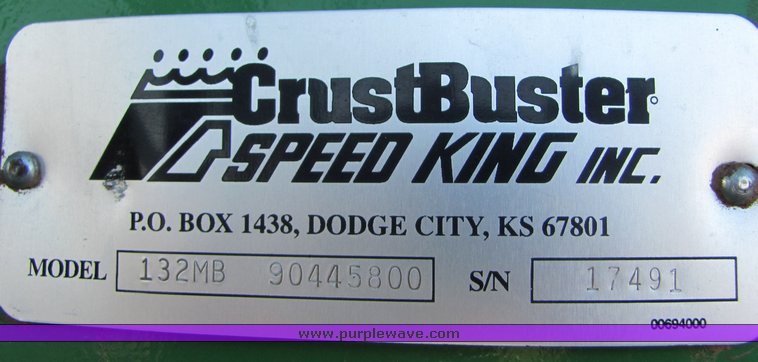 CrustBuster
SPEED KING INC.
P.O. BOX 1438, DODGE CITY, KS 67801
MODEL 132MB 90445800 S/N 17491
00694000
www.purplewave.com